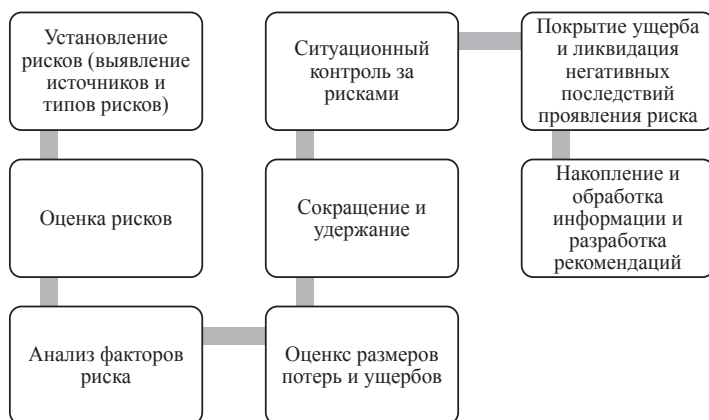 Установление
рисков (выявление
источников и
типов рисков)
Оценка рисков
Анализ факторов
риска
Оценкс размеров
потерь и ущербов
Сокращение и
удержание
Ситуационный
контроль за
рисками
Покрытие ущерба
и ликвидация
негативных
последствий
проявления риска
Накопление и
обработка
информации и
разработка
рекомендаций